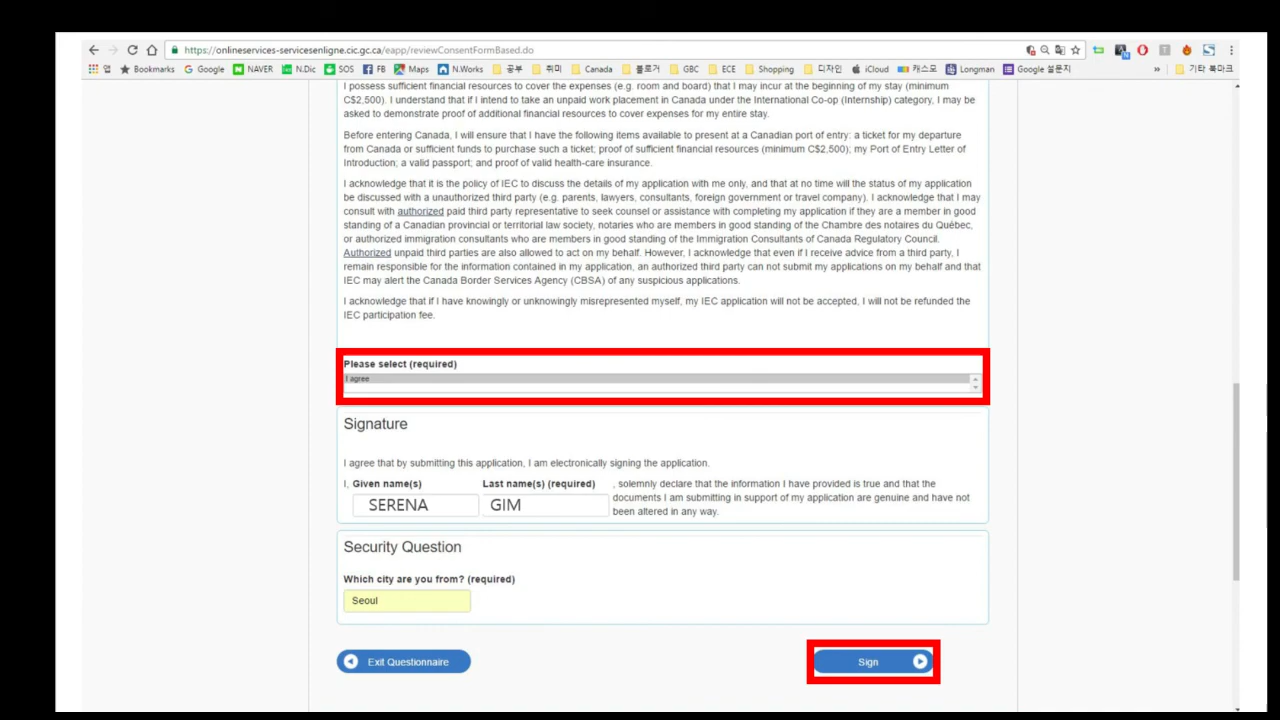 https://onlineservices-servicesenligne.cic.gc.ca/eapp/reviewConsentFormBased.do
앱 Bookmarks Google NAVER N.Dic SOS FB Maps N.Works 공부 취미 Canada 블로거 GBC ECE Shopping 디자인 iCloud 캐스모 Longman Google 설문지 » 기타 북마크
I possess sufficient financial resources to cover the expenses (e.g. room and board) that I may incur at the beginning of my stay (minimum
C$2,500). I understand that if I intend to take an unpaid work placement in Canada under the International Co-op (Internship) category, I may be
asked to demonstrate proof of additional financial resources to cover expenses for my entire stay.
Before entering Canada, I will ensure that I have the following items available to present at a Canadian port of entry: a ticket for my departure
from Canada or sufficient funds to purchase such a ticket; proof of sufficient financial resources (minimum C$2,500); my Port of Entry Letter of
Introduction; a valid passport; and proof of valid health-care insurance.
I acknowledge that it is the policy of IEC to discuss the details of my application with me only, and that at no time will the status of my application
be discussed with a unauthorized third party (e.g. parents, lawyers, consultants, foreign government or travel company). I acknowledge that I may
consult with authorized paid third party representative to seek counsel or assistance with completing my application if they are a member in good
standing of a Canadian provincial or territorial law society, notaries who are members in good standing of the Chambre des notaires du Québec,
or authorized immigration consultants who are members in good standing of the Immigration Consultants of Canada Regulatory Council.
Authorized unpaid third parties are also allowed to act on my behalf. However, I acknowledge that even if I receive advice from a third party, I
remain responsible for the information contained in my application, an authorized third party can not submit my applications on my behalf and that
IEC may alert the Canada Border Services Agency (CBSA) of any suspicious applications.
I acknowledge that if I have knowingly or unknowingly misrepresented myself, my IEC application will not be accepted, I will not be refunded the
IEC participation fee.
Please select (required)
I agree
Signature
I agree that by submitting this application, I am electronically signing the application.
I, Given name(s) Last name(s) (required) , solemnly declare that the information I have provided is true and that the
SERENA GIM documents I am submitting in support of my application are genuine and have not
been altered in any way.
Security Question
Which city are you from? (required)
Seoul
Exit Questionnaire Sign